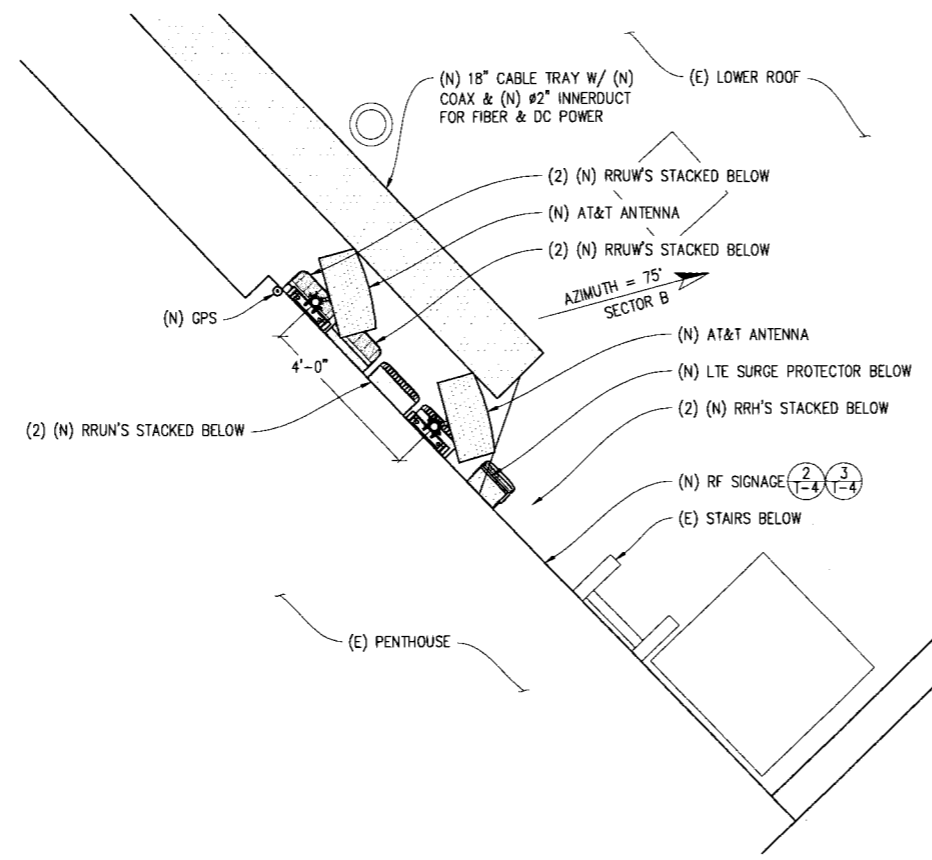 (N) 18" CABLE TRAY W/ (N)
COAX & (N) ø2" INNERDUCT
FOR FIBER & DC POWER
(E) LOWER ROOF
(2) (N) RRUW'S STACKED BELOW
(N) AT&T ANTENNA
(2) (N) RRUW'S STACKED BELOW
AZIMUTH = 75°
SECTOR B
(N) GPS
(N) AT&T ANTENNA
4'-0"
(N) LTE SURGE PROTECTOR BELOW
(2) (N) RRH'S STACKED BELOW
(2) (N) RRUN'S STACKED BELOW
(N) RF SIGNAGE 2 3
T-4 T-4
(E) STAIRS BELOW
(E) PENTHOUSE